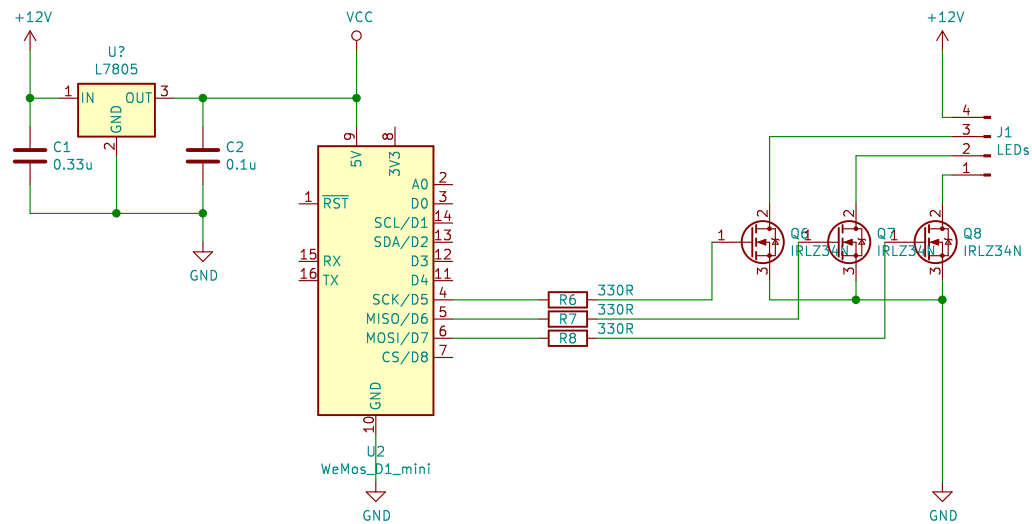 +12V
VCC
+12V
U?
L7805
1
IN
OUT
3
GND
2
C1
0.33u
C2
0.1u
GND
9
8
5V
3V3
A0
2
1
RST
D0
3
SCL/D1
14
SDA/D2
13
15
RX
D3
12
16
TX
D4
11
SCK/D5
4
MISO/D6
5
MOSI/D7
6
CS/D8
7
GND
10
U2
WeMos_D1_mini
GND
R6
330R
R7
330R
R8
330R
4
3
2
1
J1
LEDs
1
2
3
Q6
IRLZ34N
1
2
3
Q7
IRLZ34N
1
2
3
Q8
IRLZ34N
GND